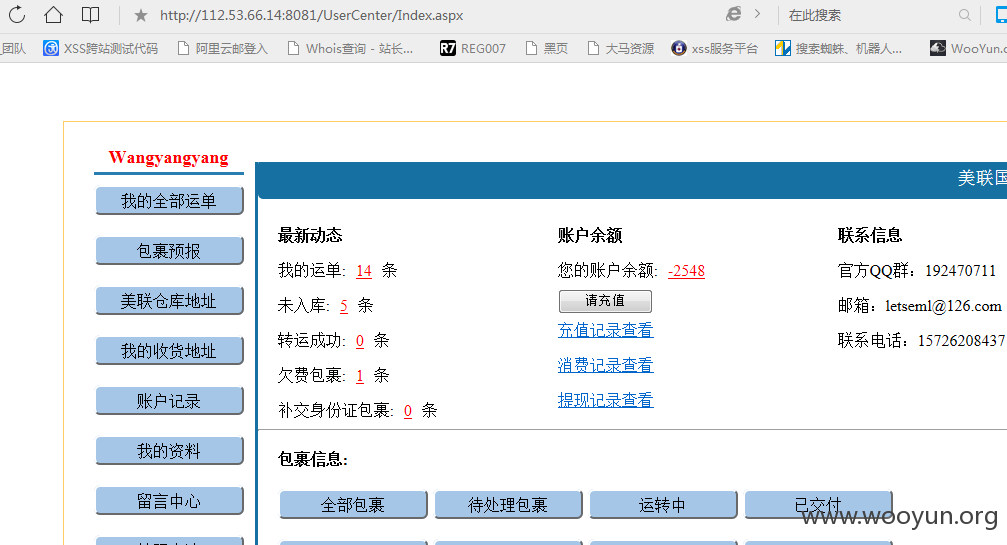 http://112.53.66.14:8081/UserCenter/Index.aspx 在此搜索
团队 XSS跨站测试代码 阿里云邮登入 Whois查询 - 站长... R7 REG007 黑页 大马资源 xss服务平台 搜索蜘蛛、机器人... WooYun.o
Wangyangyang
美联国
我的全部运单
包裹预报
美联仓库地址
我的收货地址
账户记录
我的资料
留言中心
最新动态
我的运单: 14 条
未入库: 5 条
转运成功: 0 条
欠费包裹: 1 条
补交身份证包裹: 0 条
账户余额
您的账户余额: -2548
请充值
充值记录查看
消费记录查看
提现记录查看
联系信息
官方QQ群：192470711
邮箱：letseml@126.com
联系电话：15726208437
包裹信息:
全部包裹 待处理包裹 运转中 已交付
www.wooyun.org